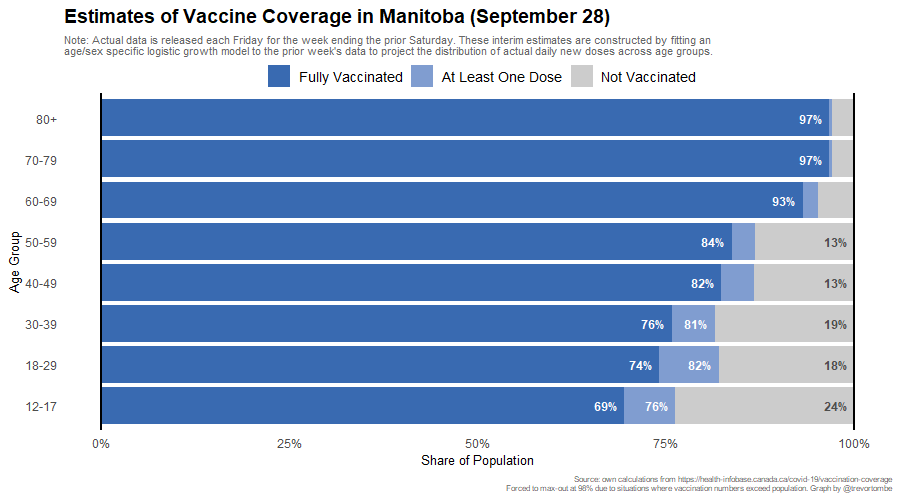 Estimates of Vaccine Coverage in Manitoba (September 28)
Note: Actual data is released each Friday for the week ending the prior Saturday. These interim estimates are constructed by fitting an
age/sex specific logistic growth model to the prior week's data to project the distribution of actual daily new doses across age groups.
Fully Vaccinated At Least One Dose Not Vaccinated
80+ 97%
70-79 97%
60-69 93%
50-59 84% 13%
40-49 82% 13%
30-39 76% 81% 19%
18-29 74% 82% 18%
12-17 69% 76% 24%
Age Group
0% 25% 50% 75% 100%
Share of Population
Source: own calculations from https://health-infobase.canada.ca/covid-19/vaccination-coverage
Forced to max-out at 98% due to situations where vaccination numbers exceed population. Graph by @trevortombe